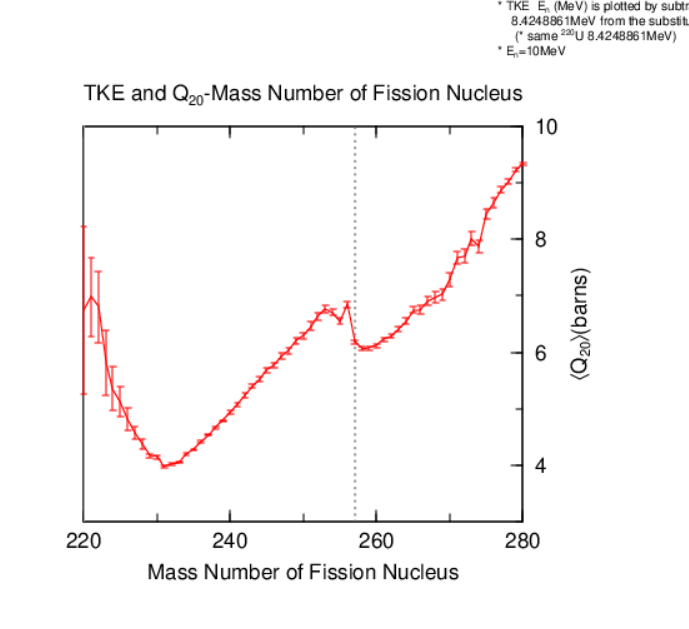 * TKE E_n (MeV) is plotted by subtr
8.4248861MeV from the substitu
(* same ²²⁰U 8.4248861MeV)
* E_n=10MeV
TKE and Q₂₀-Mass Number of Fission Nucleus
10
8
6
4
⟨Q₂₀⟩(barns)
220 240 260 280
Mass Number of Fission Nucleus